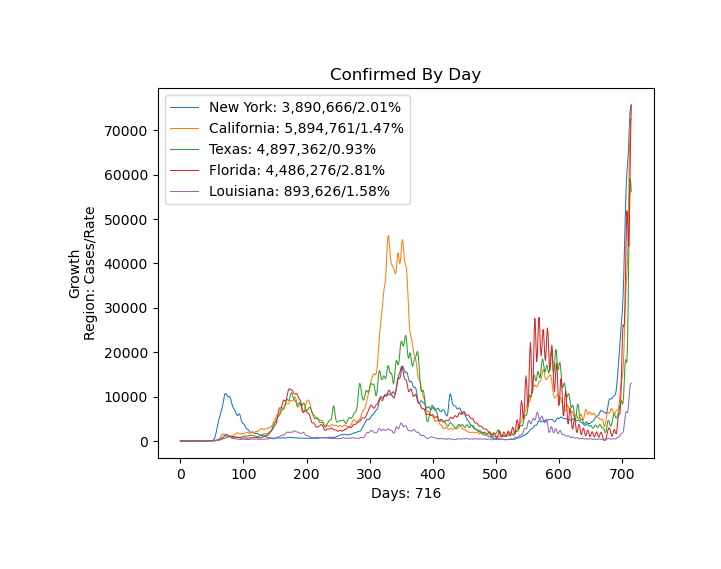 Confirmed By Day
New York: 3,890,666/2.01%
California: 5,894,761/1.47%
Texas: 4,897,362/0.93%
Florida: 4,486,276/2.81%
Louisiana: 893,626/1.58%
Growth
Region: Cases/Rate
70000
60000
50000
40000
30000
20000
10000
0
0 100 200 300 400 500 600 700
Days: 716